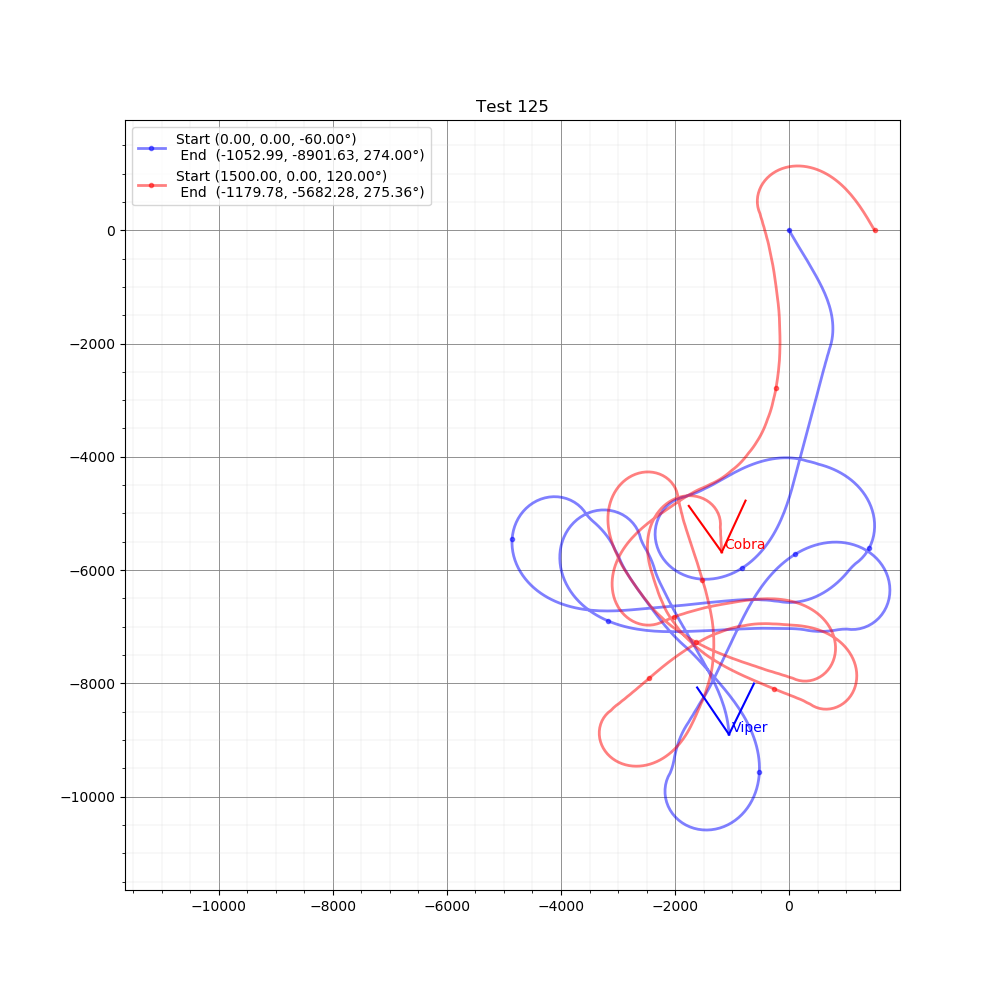 Test 125
Start (0.00, 0.00, -60.00°)
End (-1052.99, -8901.63, 274.00°)
Start (1500.00, 0.00, 120.00°)
End (-1179.78, -5682.28, 275.36°)
0
−2000
−4000
−6000
−8000
−10000
Cobra
Viper
−10000 −8000 −6000 −4000 −2000 0